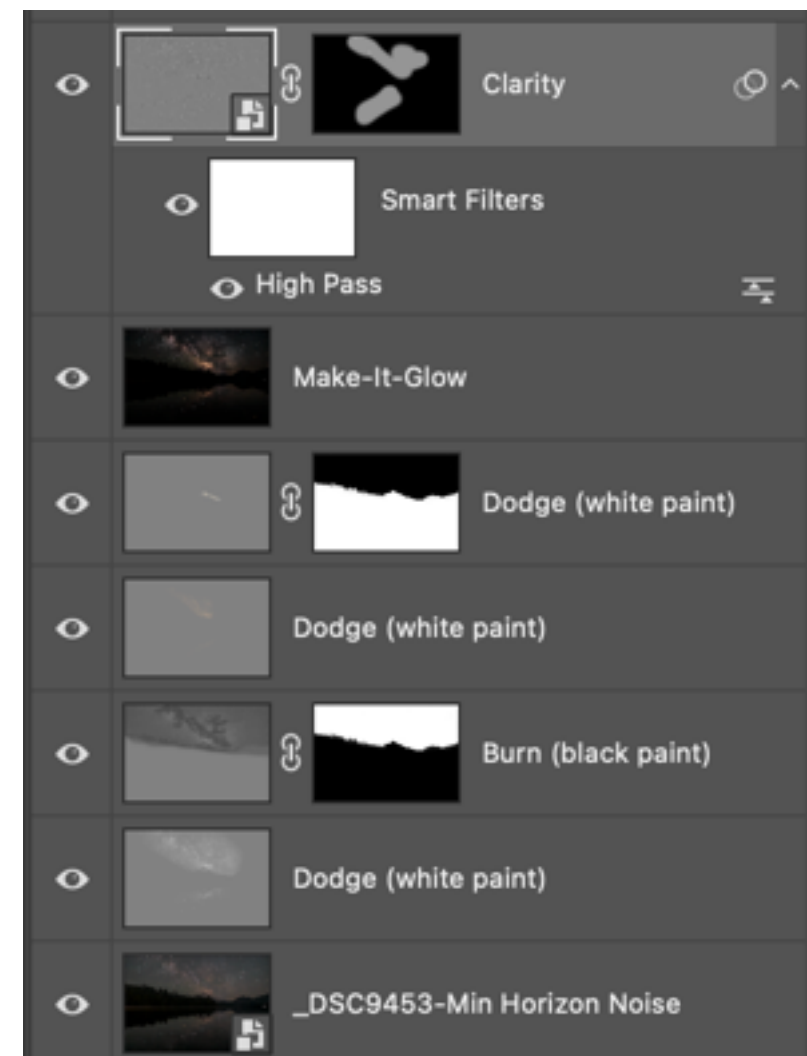 Clarity
Smart Filters
High Pass
Make-It-Glow
Dodge (white paint)
Dodge (white paint)
Burn (black paint)
Dodge (white paint)
_DSC9453-Min Horizon Noise